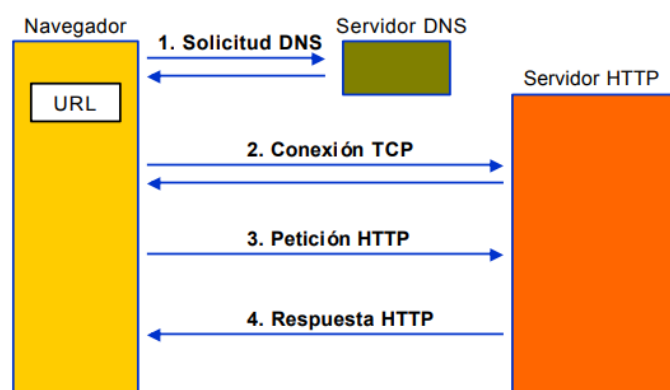 Navegador
Servidor DNS
1. Solicitud DNS
Servidor HTTP
URL
2. Conexión TCP
3. Petición HTTP
4. Respuesta HTTP